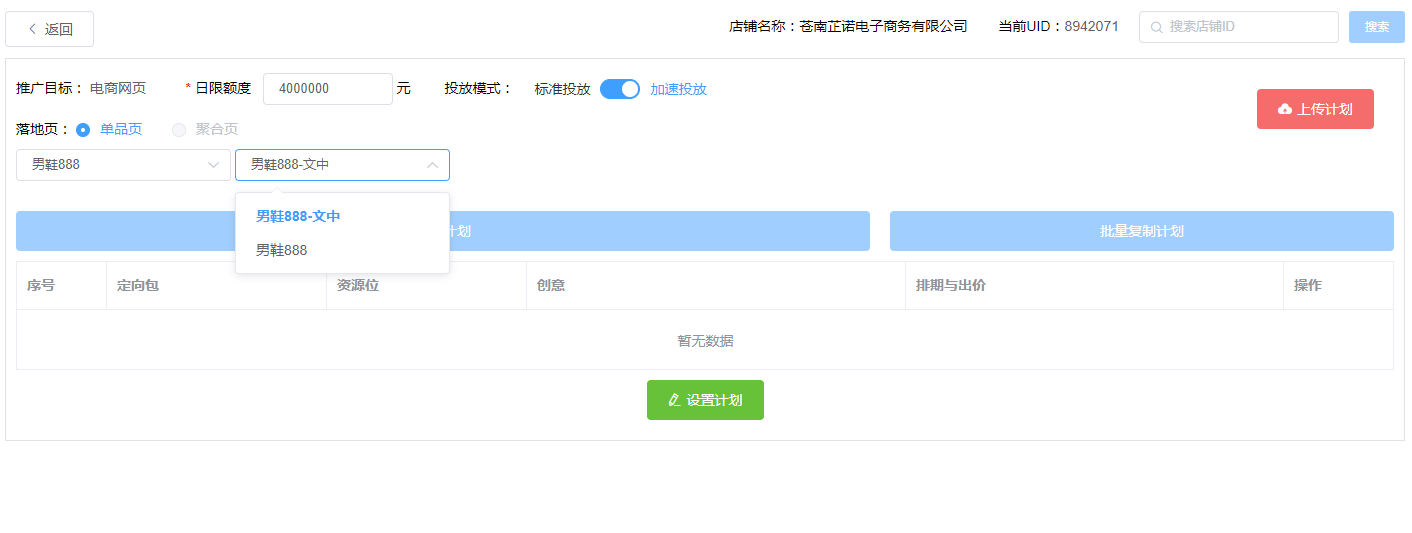 返回
店铺名称：苍南芷诺电子商务有限公司
当前UID：8942071
搜索店铺ID
搜索
推广目标： 电商网页
* 日限额度 4000000 元
投放模式： 标准投放 加速投放
上传计划
落地页： 单品页 聚合页
男鞋888
男鞋888-文中
男鞋888-文中
男鞋888
计划
批量复制计划
序号 定向包 资源位 创意 排期与出价 操作
暂无数据
设置计划